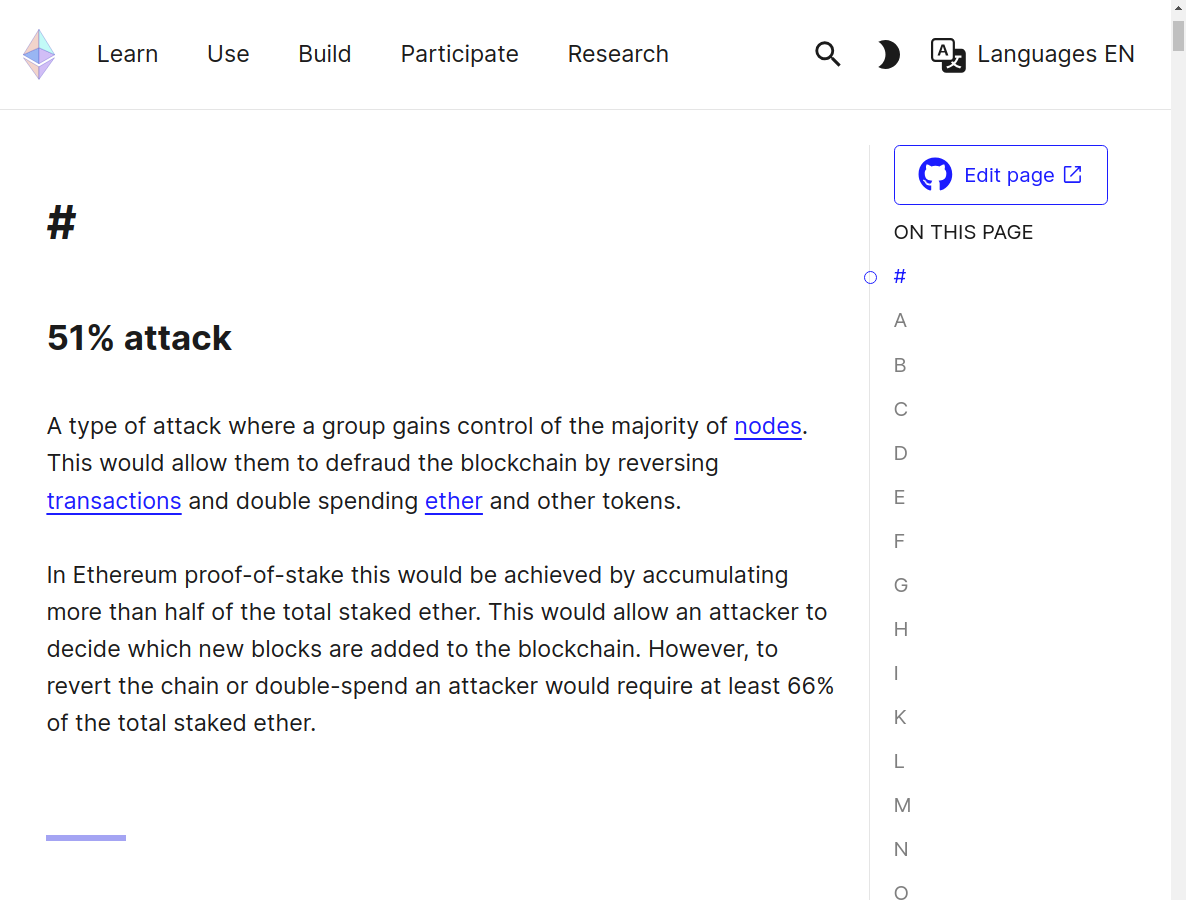 Learn Use Build Participate Research Languages EN
#
51% attack
A type of attack where a group gains control of the majority of nodes.
This would allow them to defraud the blockchain by reversing
transactions and double spending ether and other tokens.
In Ethereum proof-of-stake this would be achieved by accumulating
more than half of the total staked ether. This would allow an attacker to
decide which new blocks are added to the blockchain. However, to
revert the chain or double-spend an attacker would require at least 66%
of the total staked ether.
Edit page
ON THIS PAGE
#
A
B
C
D
E
F
G
H
I
K
L
M
N
O